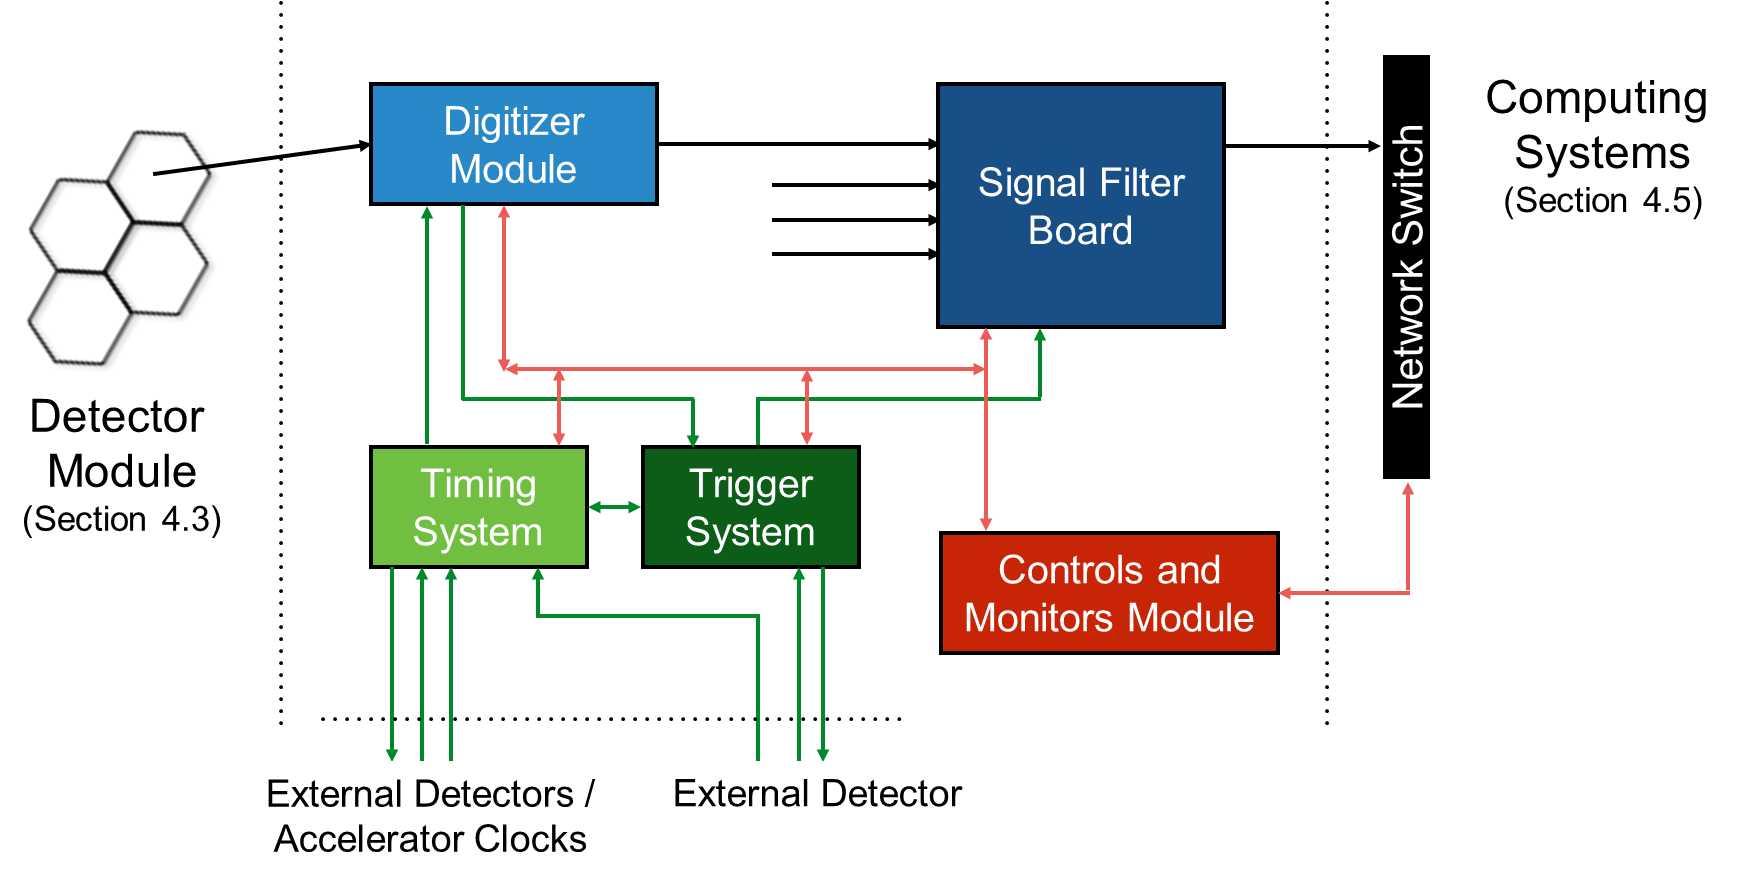 Digitizer
Module
Signal Filter
Board
Network Switch
Computing
Systems
(Section 4.5)
Detector
Module
(Section 4.3)
Timing
System
Trigger
System
Controls and
Monitors Module
External Detectors /
Accelerator Clocks
External Detector